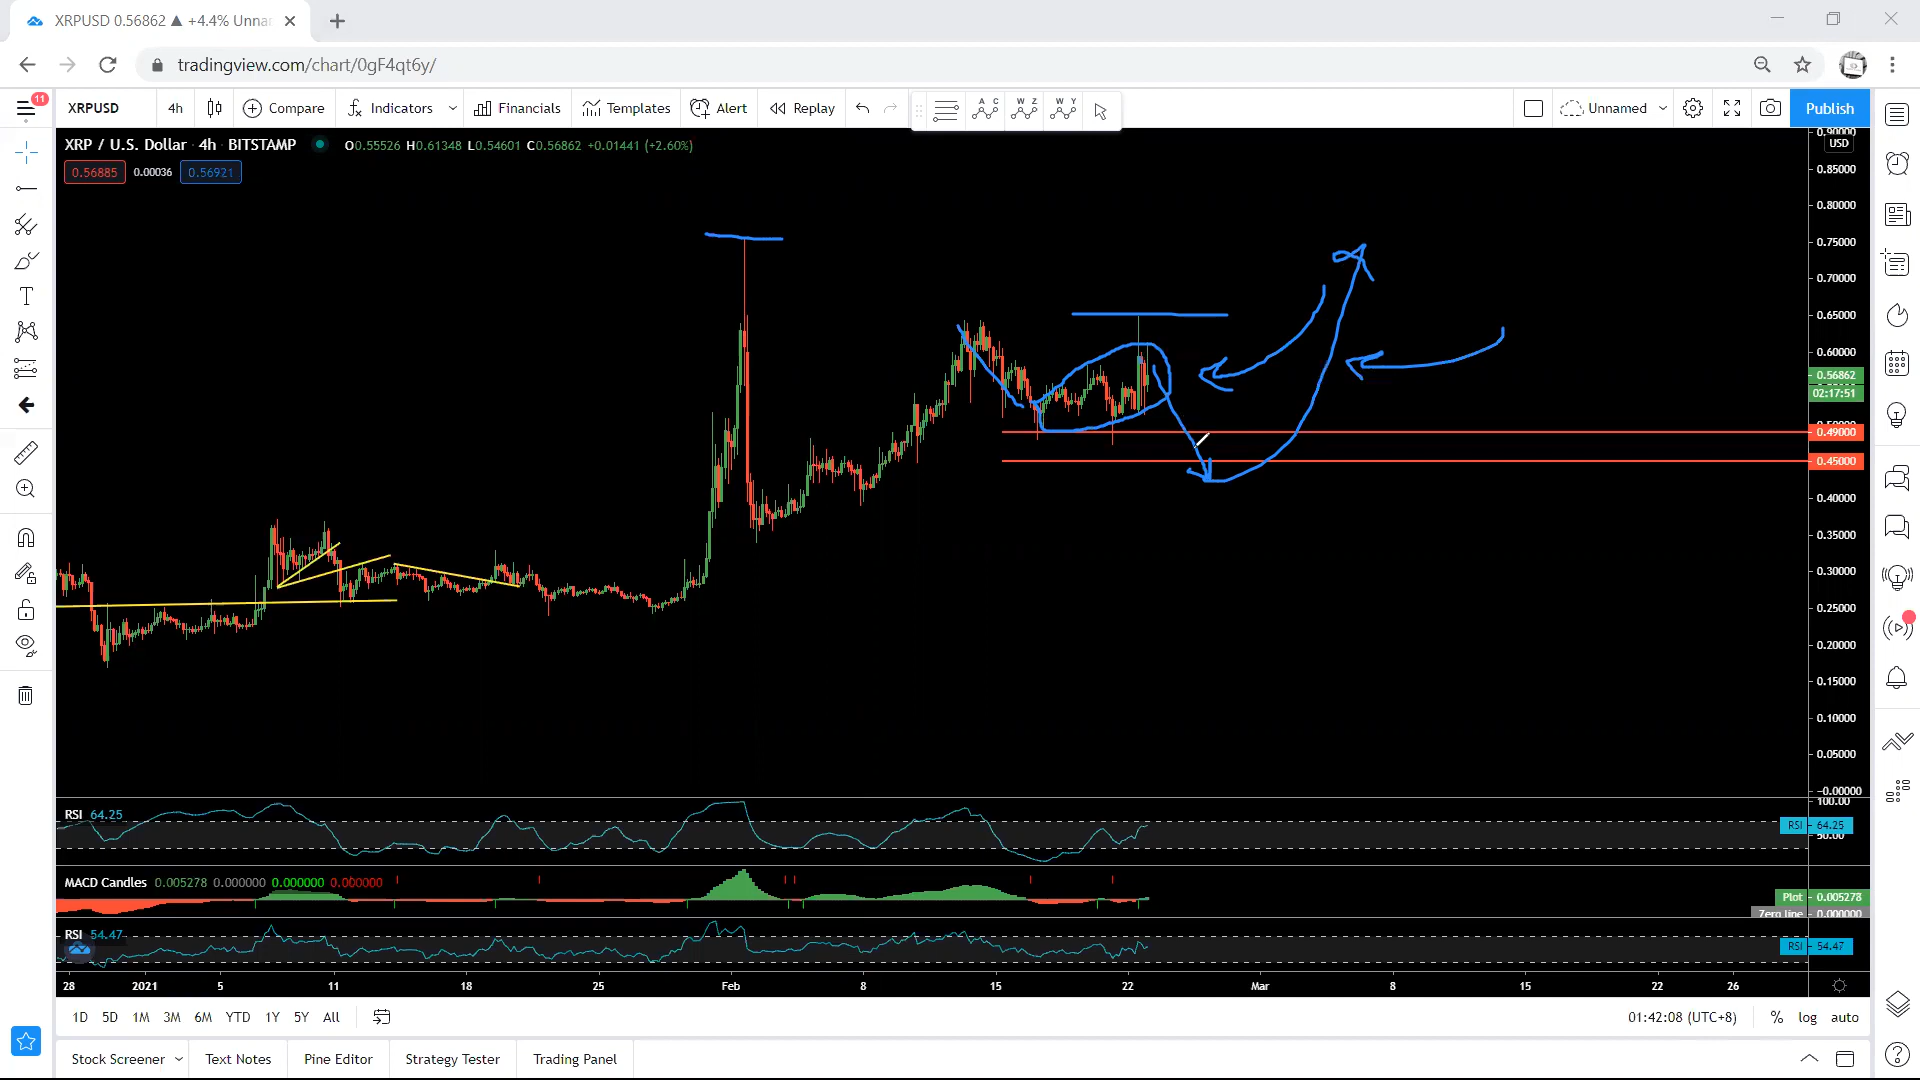 XRPUSD 0.56862 ▲ +4.4% Unna
tradingview.com/chart/0gF4qt6y/
11
XRPUSD 4h Compare Indicators Financials Templates Alert Replay A C W Z W Y Unnamed Publish
XRP / U.S. Dollar · 4h · BITSTAMP O0.55526 H0.61348 L0.54601 C0.56862 +0.01441 (+2.60%)
0.56885 0.00036 0.56921
0.90000
USD
0.85000
0.80000
0.75000
0.70000
0.65000
0.60000
0.56862
02:17:51
0.49000
0.45000
0.40000
0.35000
0.30000
0.25000
0.20000
0.15000
0.10000
0.05000
−0.00000
100.00
RSI 64.25
RSI 64.25
50.00
MACD Candles 0.005278 0.000000 0.000000 0.000000
Plot 0.005278
Zero line 0.000000
RSI 54.47
RSI 54.47
28 2021 5 11 18 25 Feb 8 15 22 Mar 8 15 22 26
1D 5D 1M 3M 6M YTD 1Y 5Y All 01:42:08 (UTC+8) % log auto
Stock Screener Text Notes Pine Editor Strategy Tester Trading Panel